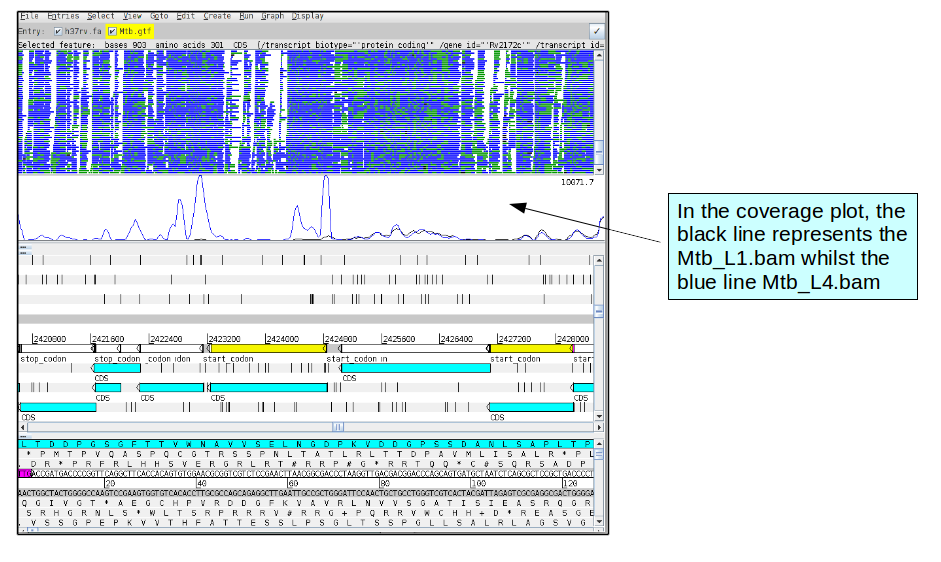 File Entries Select View Goto Edit Create Run Graph Display
Entry: h37rv.fa Mtb.gtf
Selected feature: bases 903 amino acids 301 CDS (/transcript biotype="'protein coding'" /gene id="'Rv2172c'" /transcript id=
10071.7
In the coverage plot, the
black line represents the
Mtb_L1.bam whilst the
blue line Mtb_L4.bam
2420000 2421600 2422400 2423200 2424000 2424800 2425600 2426400 2427200 2428000
stop_codon stop_codon codon idon start_codon start_codon in start_codon start
CDS CDS
CDS CDS CDS CDS
CDS CDS
L T D D P G S G F T T V W N A V V S E L N G D P K V D D G P S S D A N L S A P L T P
* P M T P V Q A S P Q C G T R S S P N L T A T L R L T T M L I S A L R * P L
D R * P R F R L H H S V E R G R L R T # R R P # G * R R T D Q * C # S Q R S A D P
20 40 60 80 100 120
Q G I V G T * A E G C H P V R D D G F K V A V R L N V V S G A T I S I E A S R Q G R
S R H G R N L S * W L T S R P R R R V # R R G + P Q R R V W C H H + D * R E A S G E
V S S G P E P K V V T H F A T T E S S L P S G L T S S P G L L S A L R L A G S V G